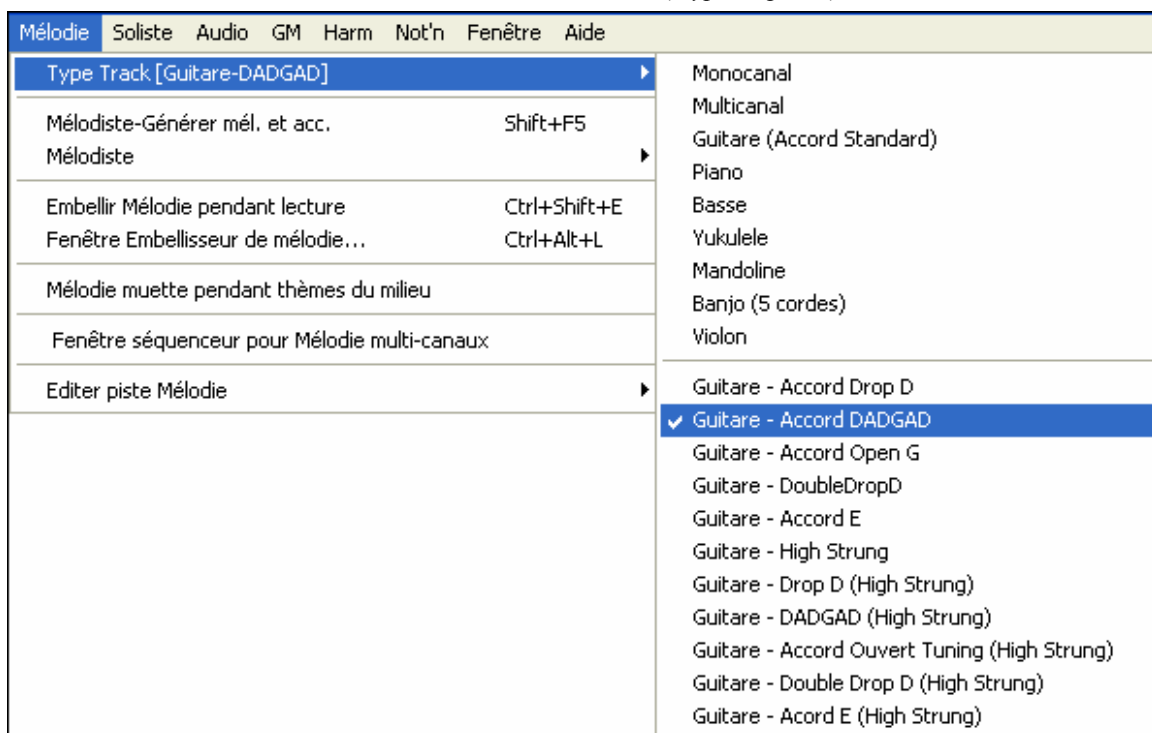 Mélodie Soliste Audio GM Harm Not'n Fenêtre Aide
Type Track [Guitare-DADGAD]
Mélodiste-Générer mél. et acc. Shift+F5
Mélodiste
Embellir Mélodie pendant lecture Ctrl+Shift+E
Fenêtre Embellisseur de mélodie... Ctrl+Alt+L
Mélodie muette pendant thèmes du milieu
Fenêtre séquenceur pour Mélodie multi-canaux
Editer piste Mélodie
Monocanal
Multicanal
Guitare (Accord Standard)
Piano
Basse
Yukulele
Mandoline
Banjo (5 cordes)
Violon
Guitare - Accord Drop D
Guitare - Accord DADGAD
Guitare - Accord Open G
Guitare - DoubleDropD
Guitare - Accord E
Guitare - High Strung
Guitare - Drop D (High Strung)
Guitare - DADGAD (High Strung)
Guitare - Accord Ouvert Tuning (High Strung)
Guitare - Double Drop D (High Strung)
Guitare - Acord E (High Strung)